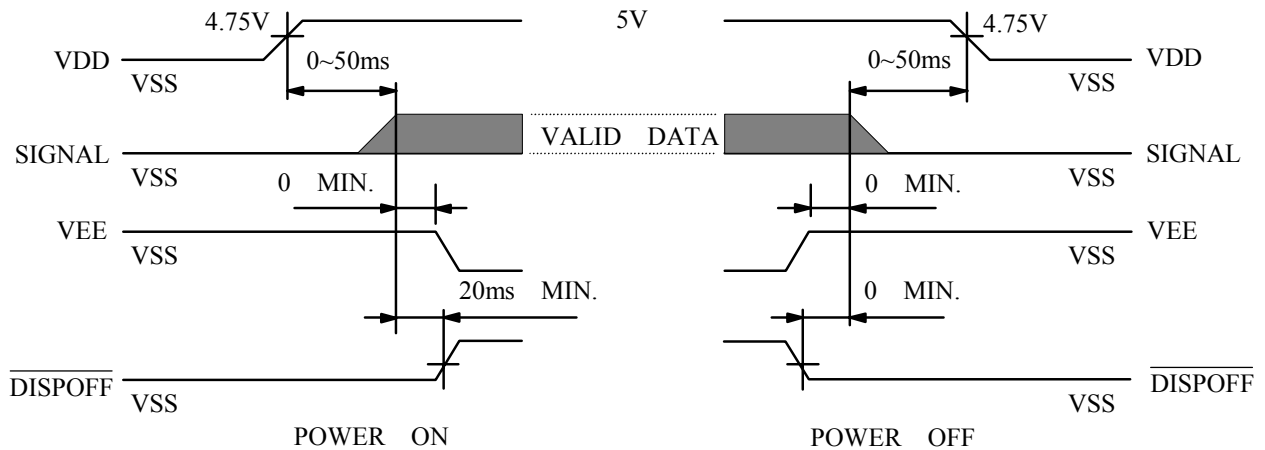 4.75V 5V 4.75V
VDD 0~50ms 0~50ms VDD
VSS VSS
VALID DATA
SIGNAL SIGNAL
VSS VSS
0 MIN. 0 MIN.
VEE VEE
VSS VSS
20ms MIN. 0 MIN.
DISPOFF DISPOFF
VSS VSS
POWER ON POWER OFF